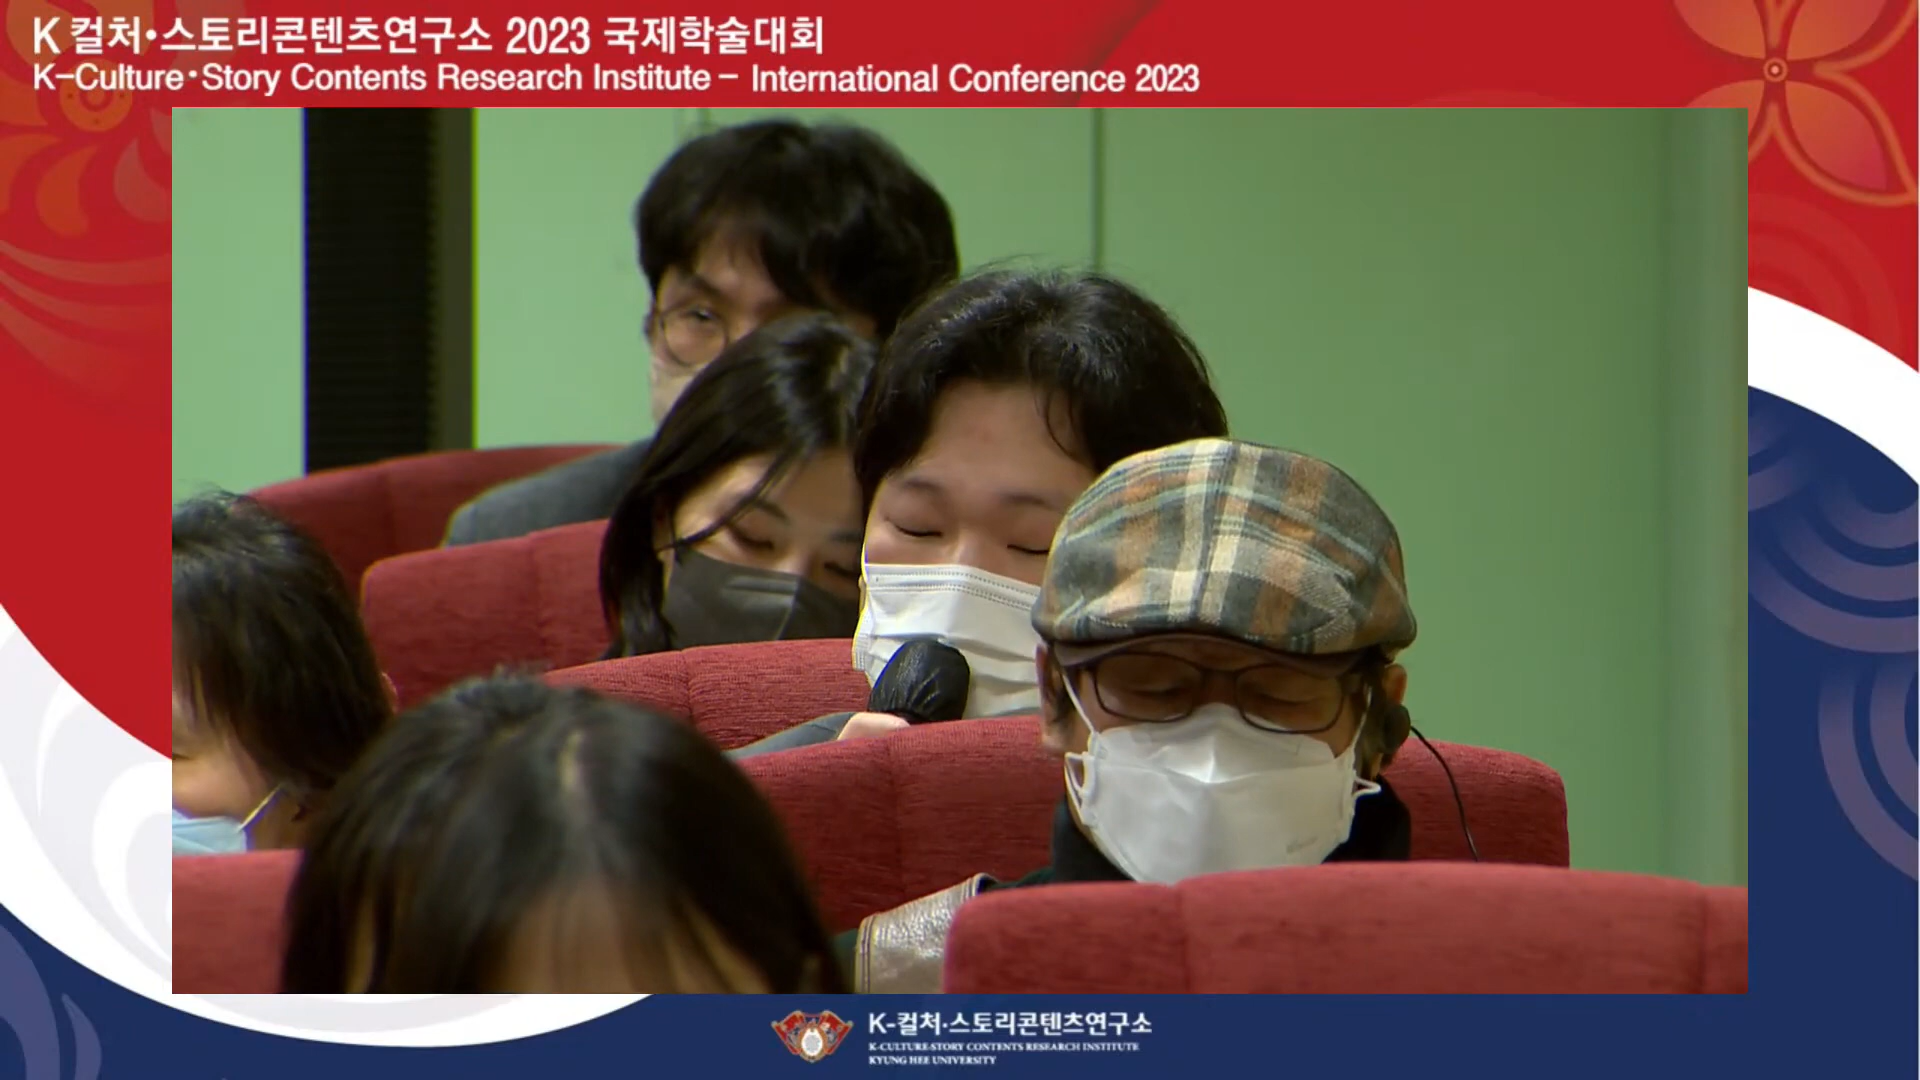 K 컬처•스토리콘텐츠연구소 2023 국제학술대회
K-Culture•Story Contents Research Institute - International Conference 2023
K-컬처·스토리콘텐츠연구소
K-CULTURE·STORY CONTENTS RESEARCH INSTITUTE
KYUNG HEE UNIVERSITY